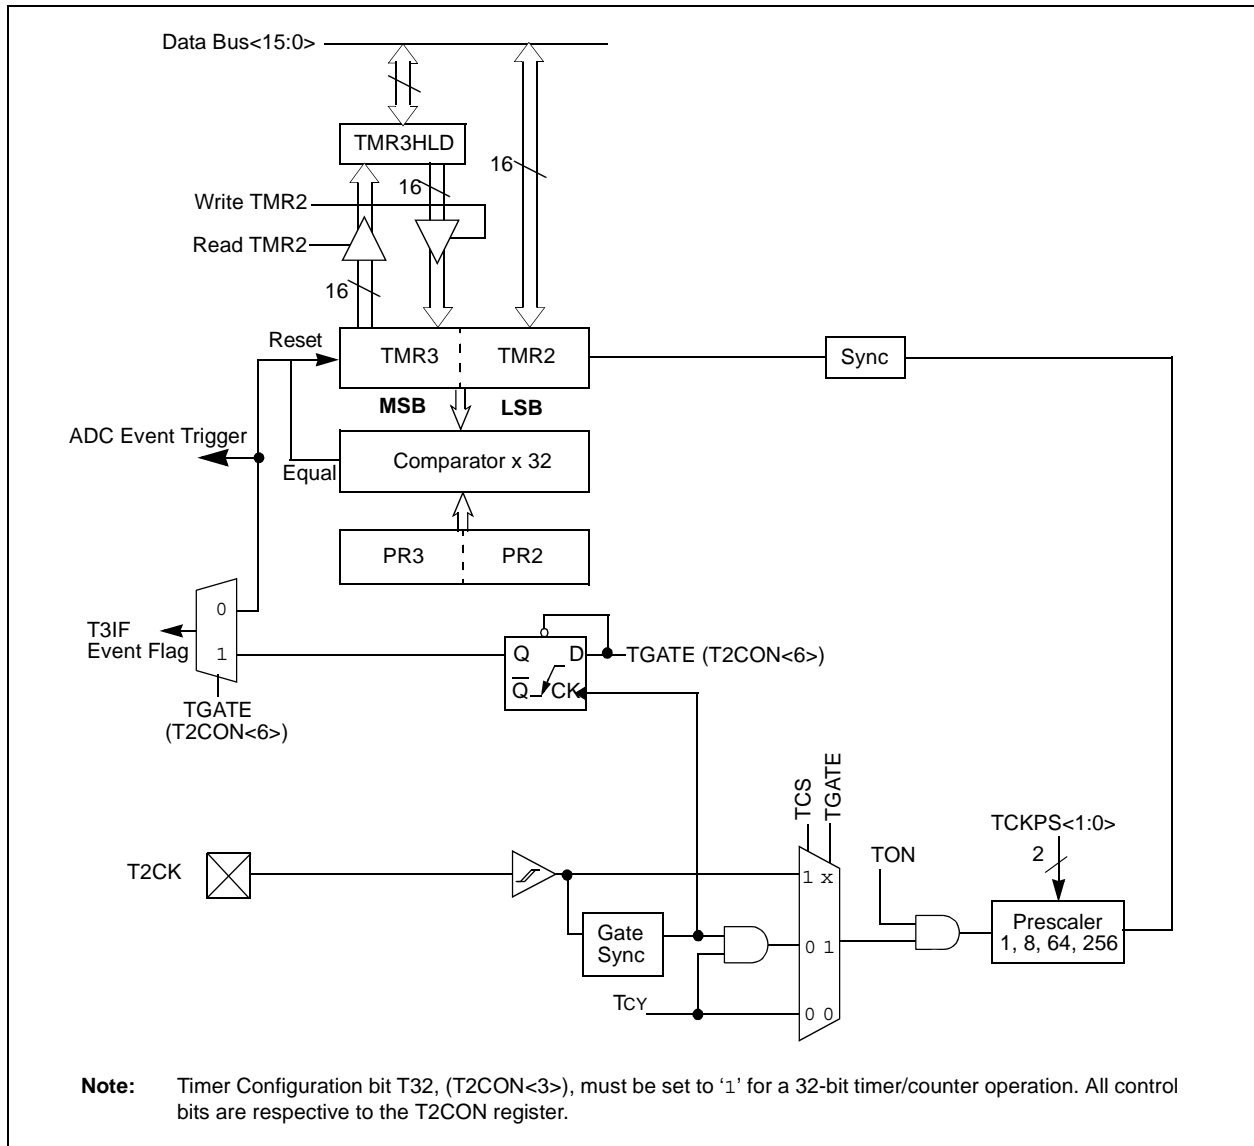 Data Bus<15:0>
TMR3HLD
16
16
Write TMR2
Read TMR2
16
Reset
TMR3
TMR2
Sync
MSB
LSB
ADC Event Trigger
Equal
Comparator x 32
PR3
PR2
0
T3IF
Event Flag
1
Q
D
TGATE (T2CON<6>)
Q
CK
TGATE
(T2CON<6>)
TCS
TGATE
TCKPS<1:0>
2
TON
T2CK
1 x
Prescaler
1, 8, 64, 256
Gate
Sync
0 1
TCY
0 0
Note: Timer Configuration bit T32, (T2CON<3>), must be set to ‘1’ for a 32-bit timer/counter operation. All control
bits are respective to the T2CON register.